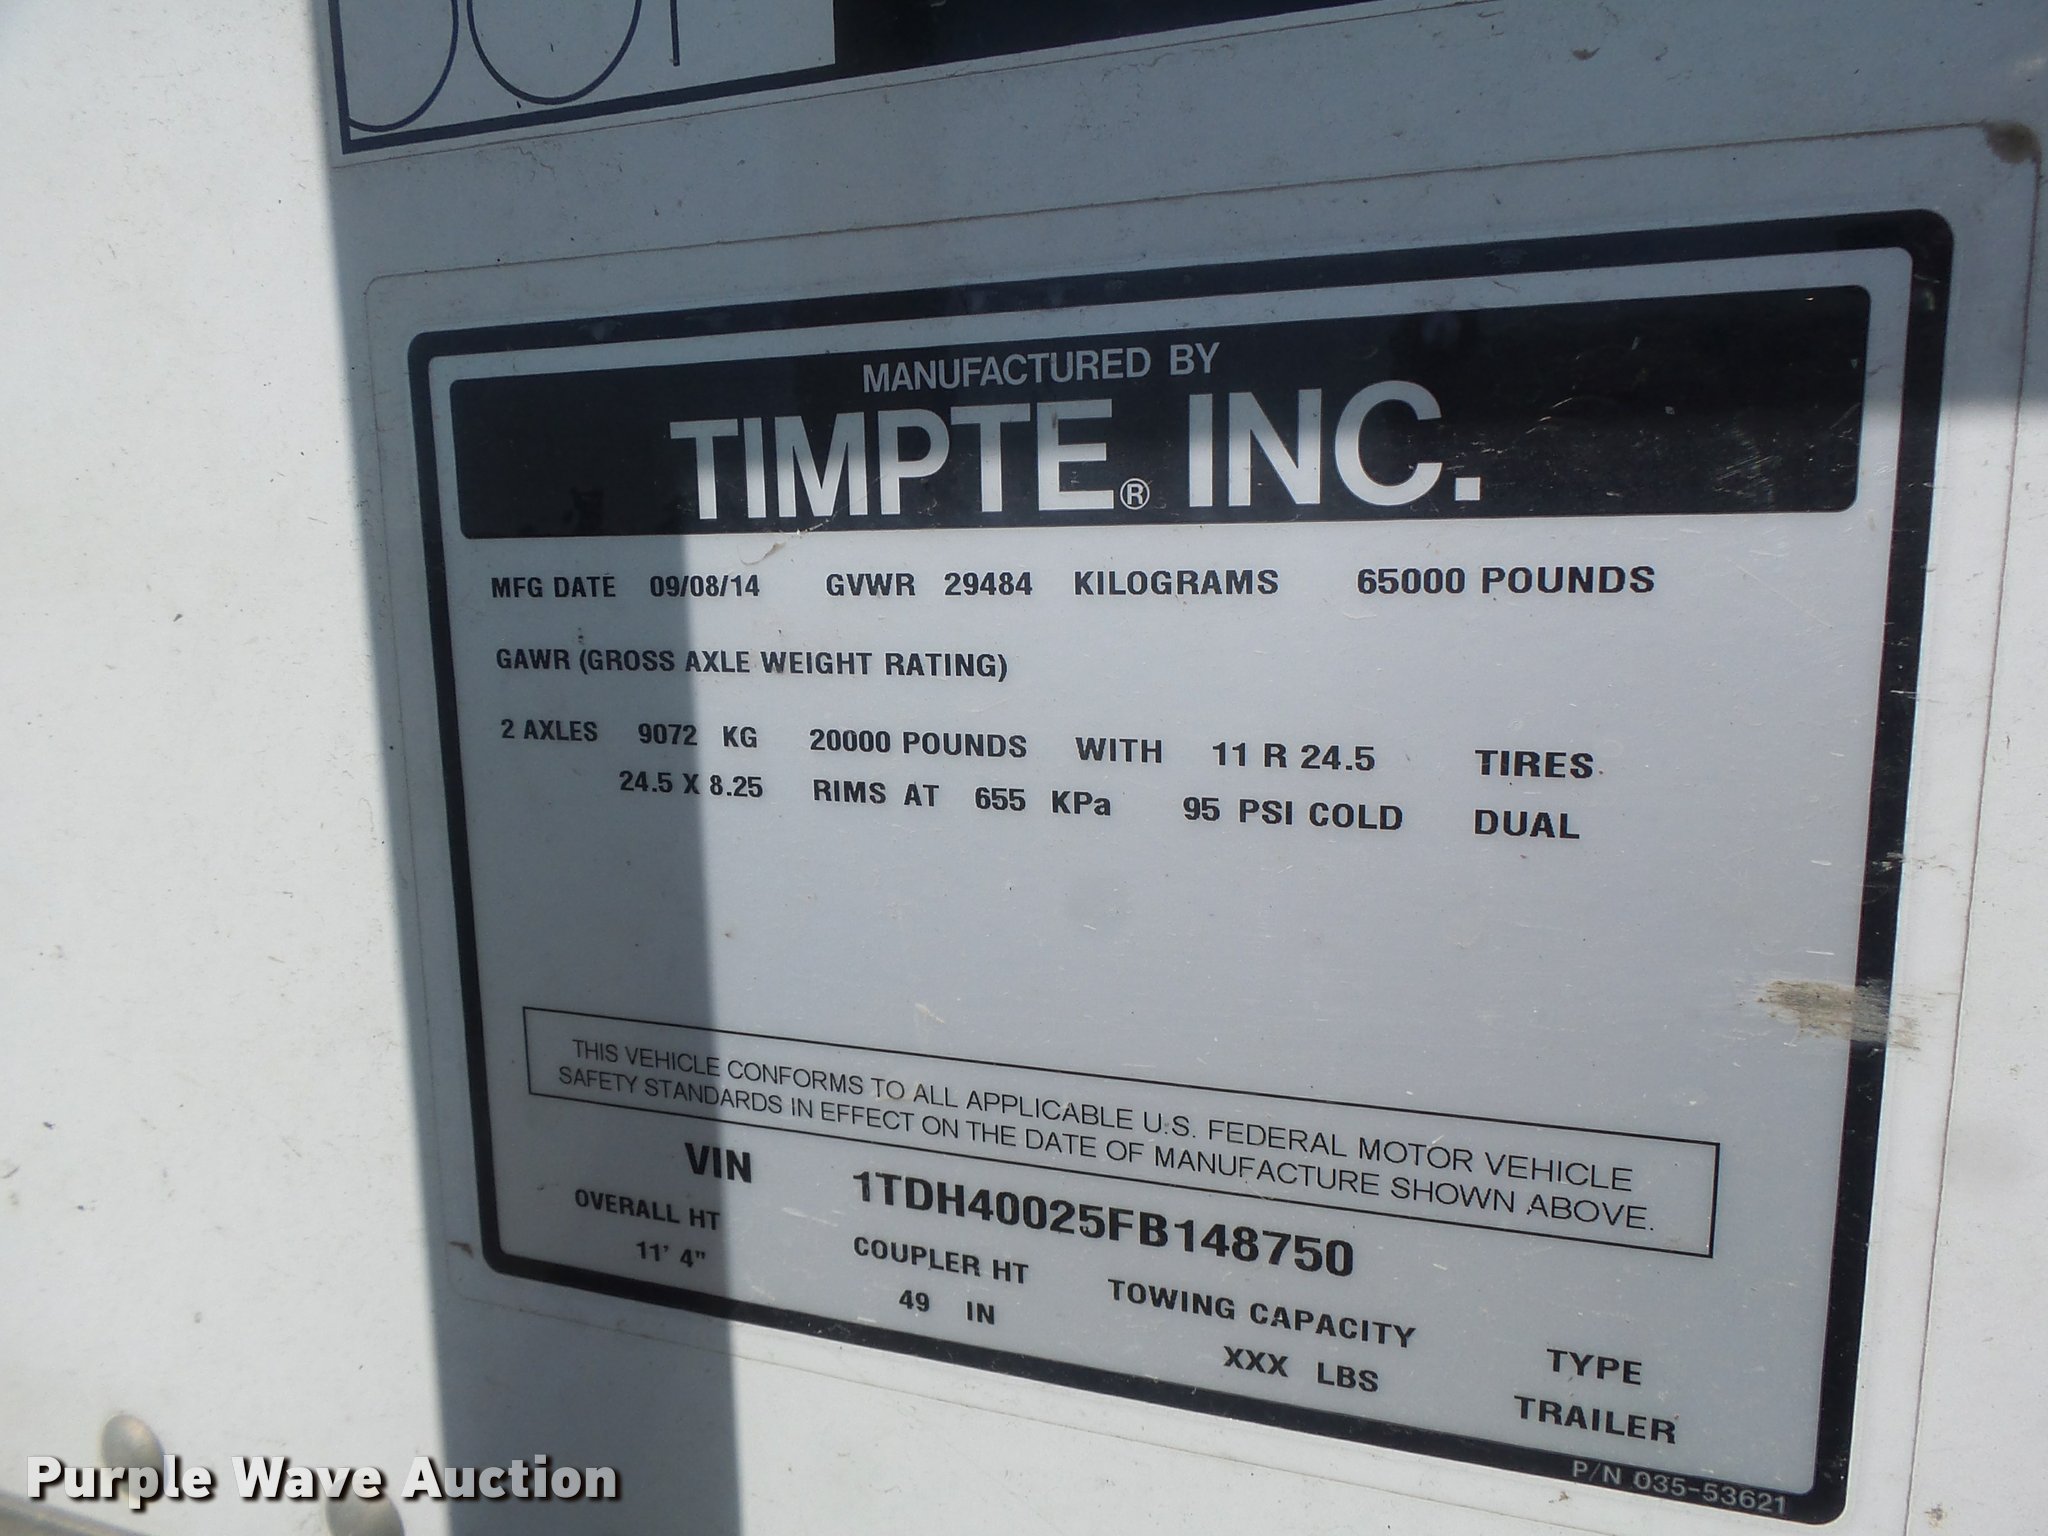 DOT
MANUFACTURED BY
TIMPTE® INC.
MFG DATE 09/08/14 GVWR 29484 KILOGRAMS 65000 POUNDS
GAWR (GROSS AXLE WEIGHT RATING)
2 AXLES 9072 KG 20000 POUNDS WITH 11 R 24.5 TIRES
24.5 X 8.25 RIMS AT 655 KPa 95 PSI COLD DUAL
THIS VEHICLE CONFORMS TO ALL APPLICABLE U.S. FEDERAL MOTOR VEHICLE
SAFETY STANDARDS IN EFFECT ON THE DATE OF MANUFACTURE SHOWN ABOVE.
VIN 1TDH40025FB148750
OVERALL HT COUPLER HT TOWING CAPACITY TYPE
11' 4" 49 IN XXX LBS TRAILER
P/N 035-53621
Purple Wave Auction